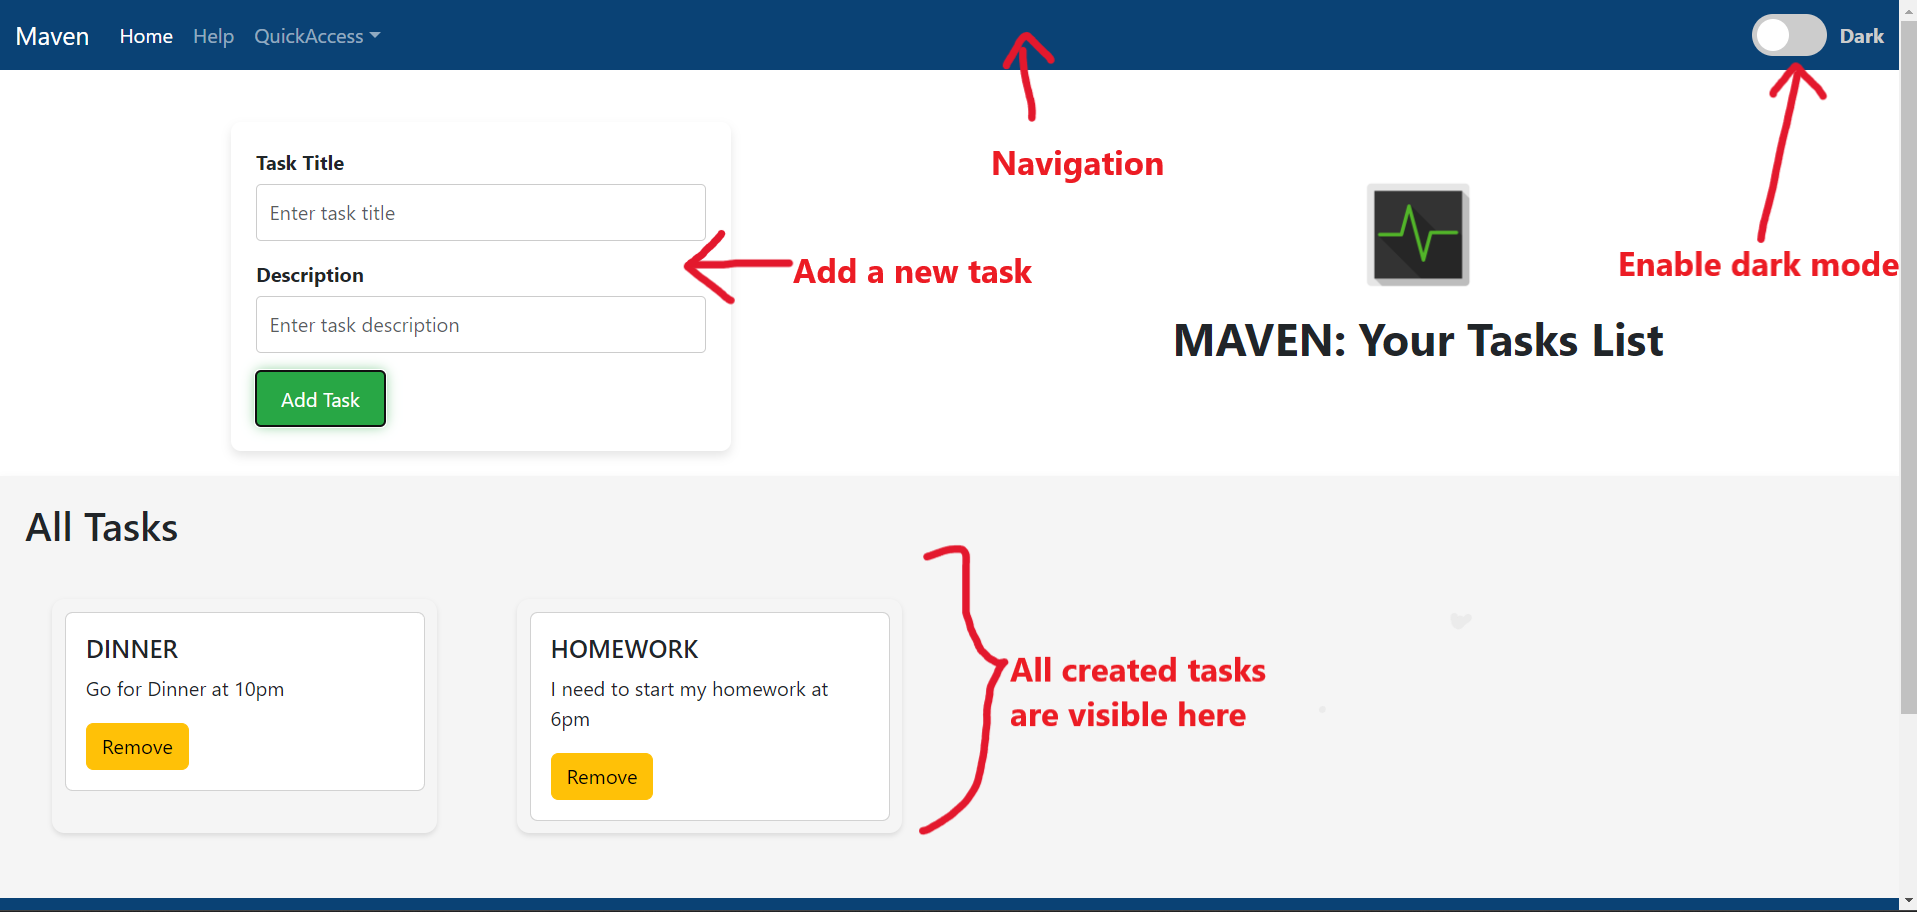 Maven Home Help QuickAccess Dark
Navigation
Task Title
Enter task title
Add a new task
Enable dark mode
Description
Enter task description
MAVEN: Your Tasks List
Add Task
All Tasks
DINNER
Go for Dinner at 10pm
Remove
HOMEWORK
I need to start my homework at
6pm
Remove
All created tasks
are visible here